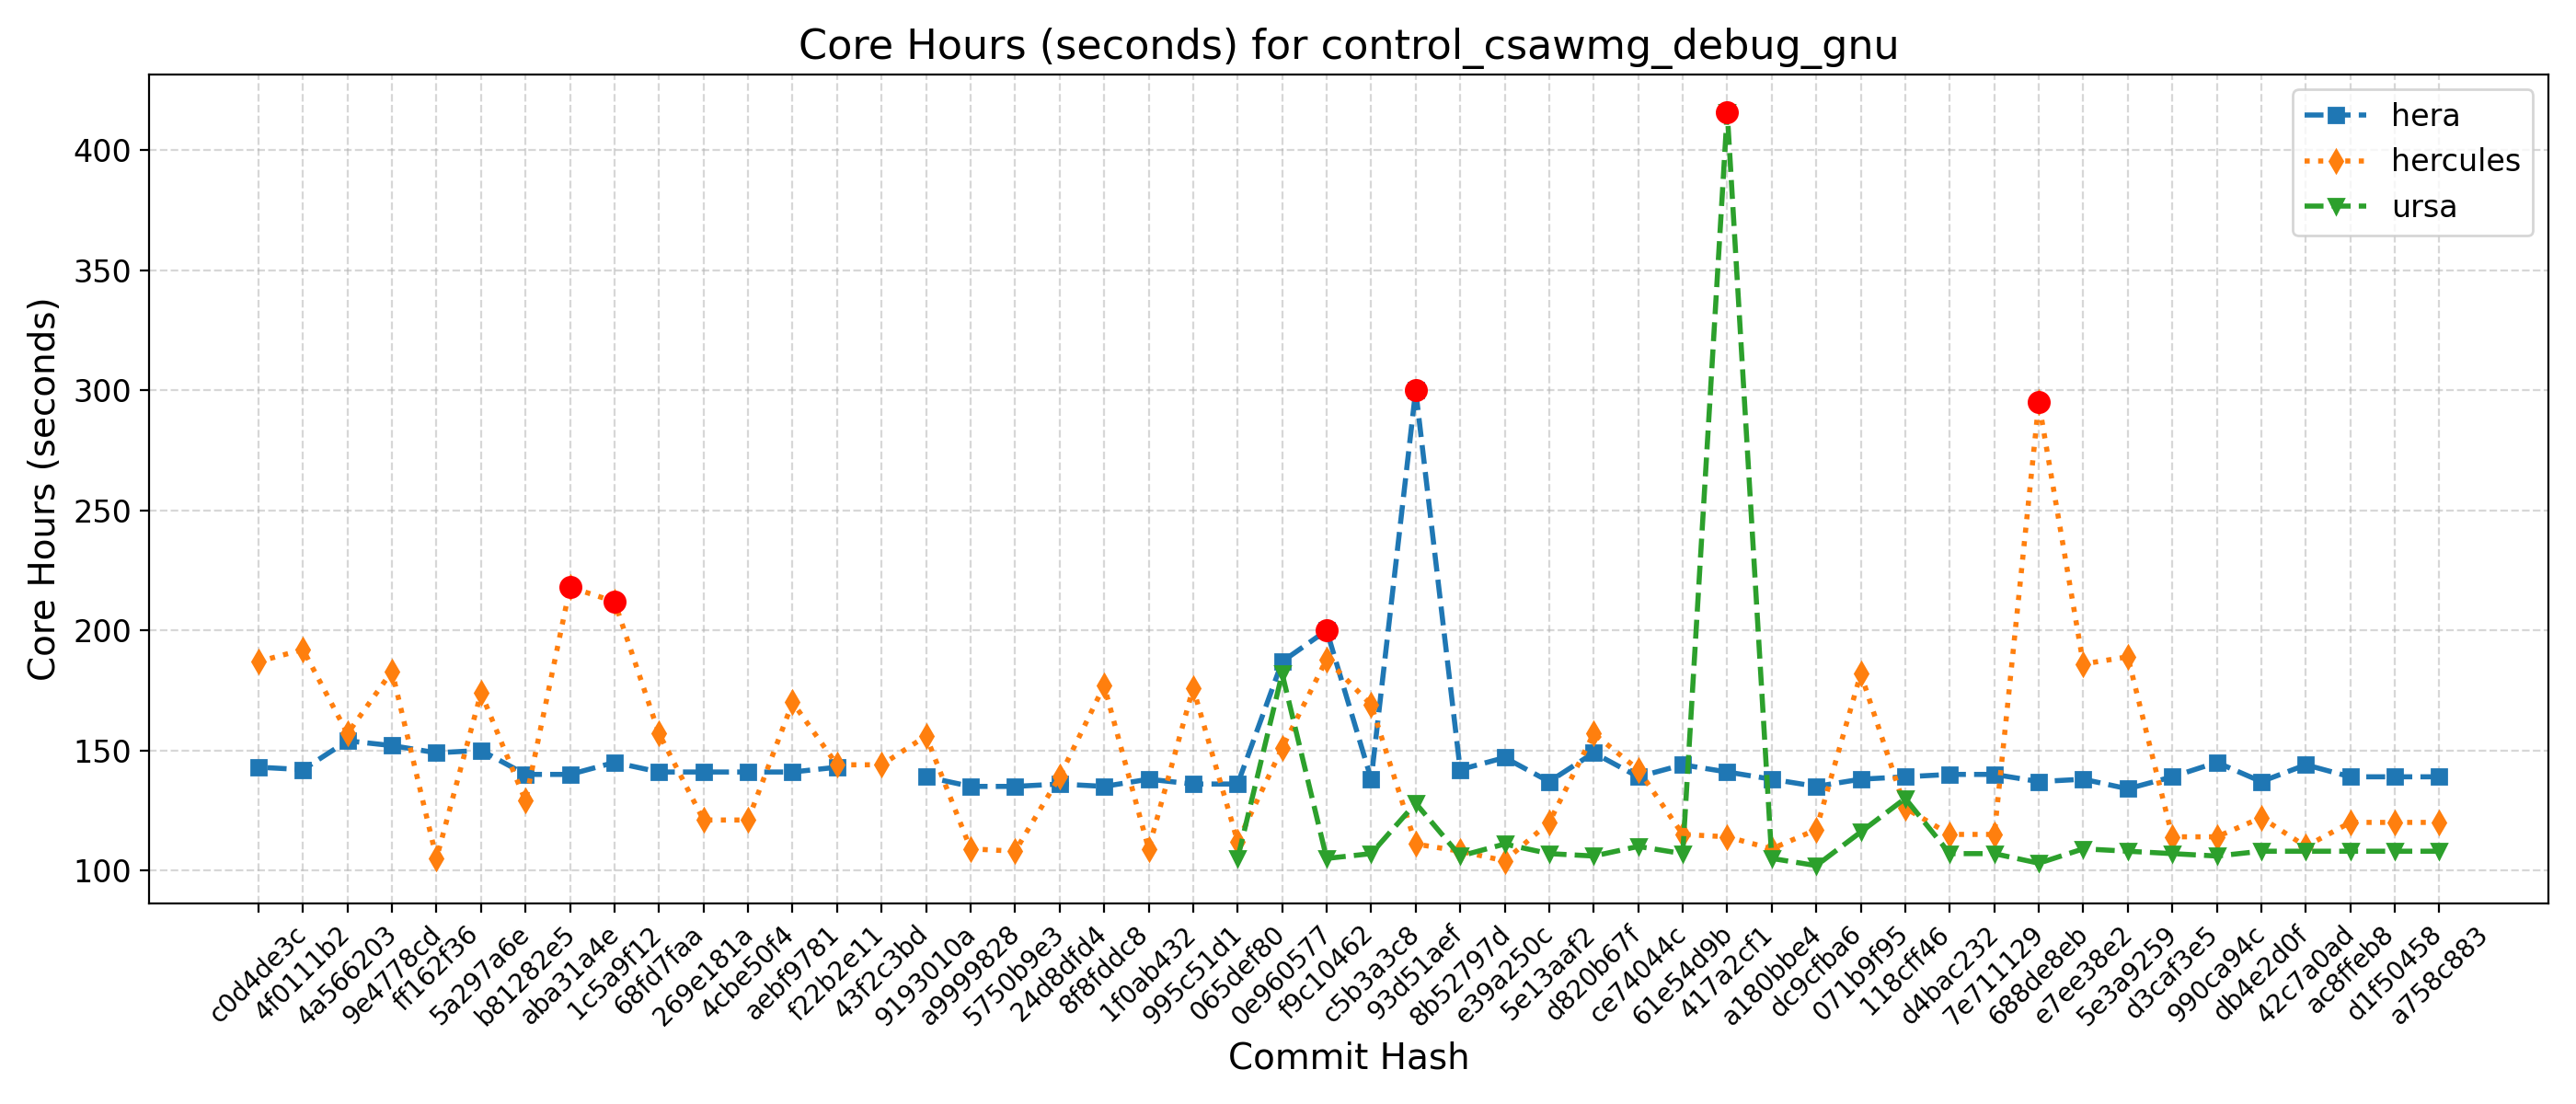 Core Hours (seconds) for control_csawmg_debug_gnu
hera
hercules
ursa
Core Hours (seconds)
400
350
300
250
200
150
100
c0d4de3c
4f0111b2
4a566203
9e4778cd
ff162f36
5a297a6e
b81282e5
aba31a4e
1c5a9f12
68fd7faa
269e181a
4cbe50f4
aebf9781
f22b2e11
43f2c3bd
9193010a
a9999828
5750b9e3
24d8dfd4
8f8fddc8
1f0ab432
995c51d1
065def80
0e960577
f9c10462
c5b3a3c8
93d51aef
8b52797d
e39a250c
5e13aaf2
d820b67f
ce74044c
61e54d9b
417a2cf1
a180bbe4
dc9cfba6
071b9f95
118cff46
d4bac232
7e711129
688de8eb
e7ee38e2
5e3a9259
d3caf3e5
990ca94c
db4e2d0f
42c7a0ad
ac8ffeb8
d1f50458
a758c883
Commit Hash